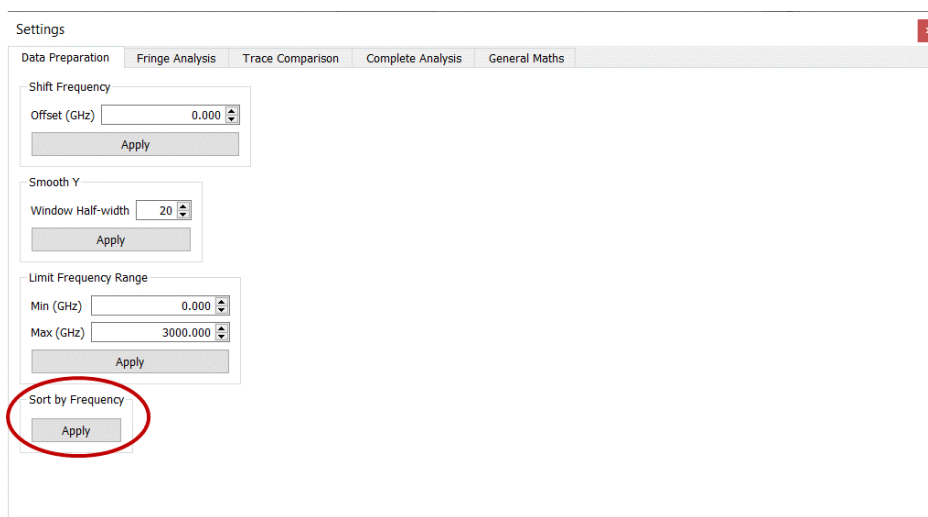 Settings
Data Preparation Fringe Analysis Trace Comparison Complete Analysis General Maths
Shift Frequency
Offset (GHz) 0.000
Apply
Smooth Y
Window Half-width 20
Apply
Limit Frequency Range
Min (GHz) 0.000
Max (GHz) 3000.000
Apply
Sort by Frequency
Apply